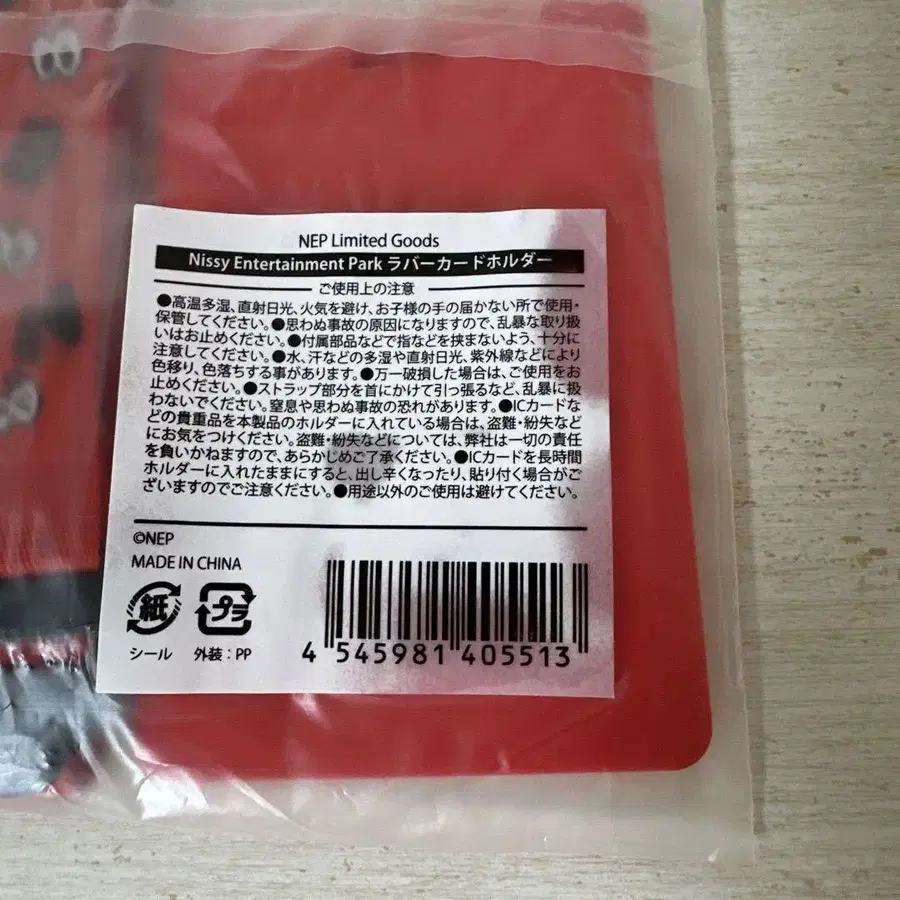 NEP Limited Goods
Nissy Entertainment Park ラバーカードホルダー
ご使用上の注意
●高温多湿、直射日光、火気を避け、お子様の手の届かない所で使用・
保管してください。●思わぬ事故の原因になりますので、乱暴な取り扱
いはお止めください。●付属部品などで指などを挟まないよう、十分に
注意してください。●水、汗などの多湿や直射日光、紫外線などにより
色移り、色落ちする事があります。●万一破損した場合は、ご使用をお
止めください。●ストラップ部分を首にかけて引っ張るなど、乱暴に扱
わないでください。窒息や思わぬ事故の恐れがあります。●ICカードな
どの貴重品を本製品のホルダーに入れている場合は、盗難・紛失など
にお気をつけください。盗難・紛失などについては、弊社は一切の責任
を負いかねますので、あらかじめご了承ください。●ICカードを長時間
ホルダーに入れたままにすると、出し辛くなったり、貼り付く場合がご
ざいますのでご注意ください。●用途以外のご使用は避けてください。
©NEP
MADE IN CHINA
紙 プラ
シール 外装：PP
4 545981 405513